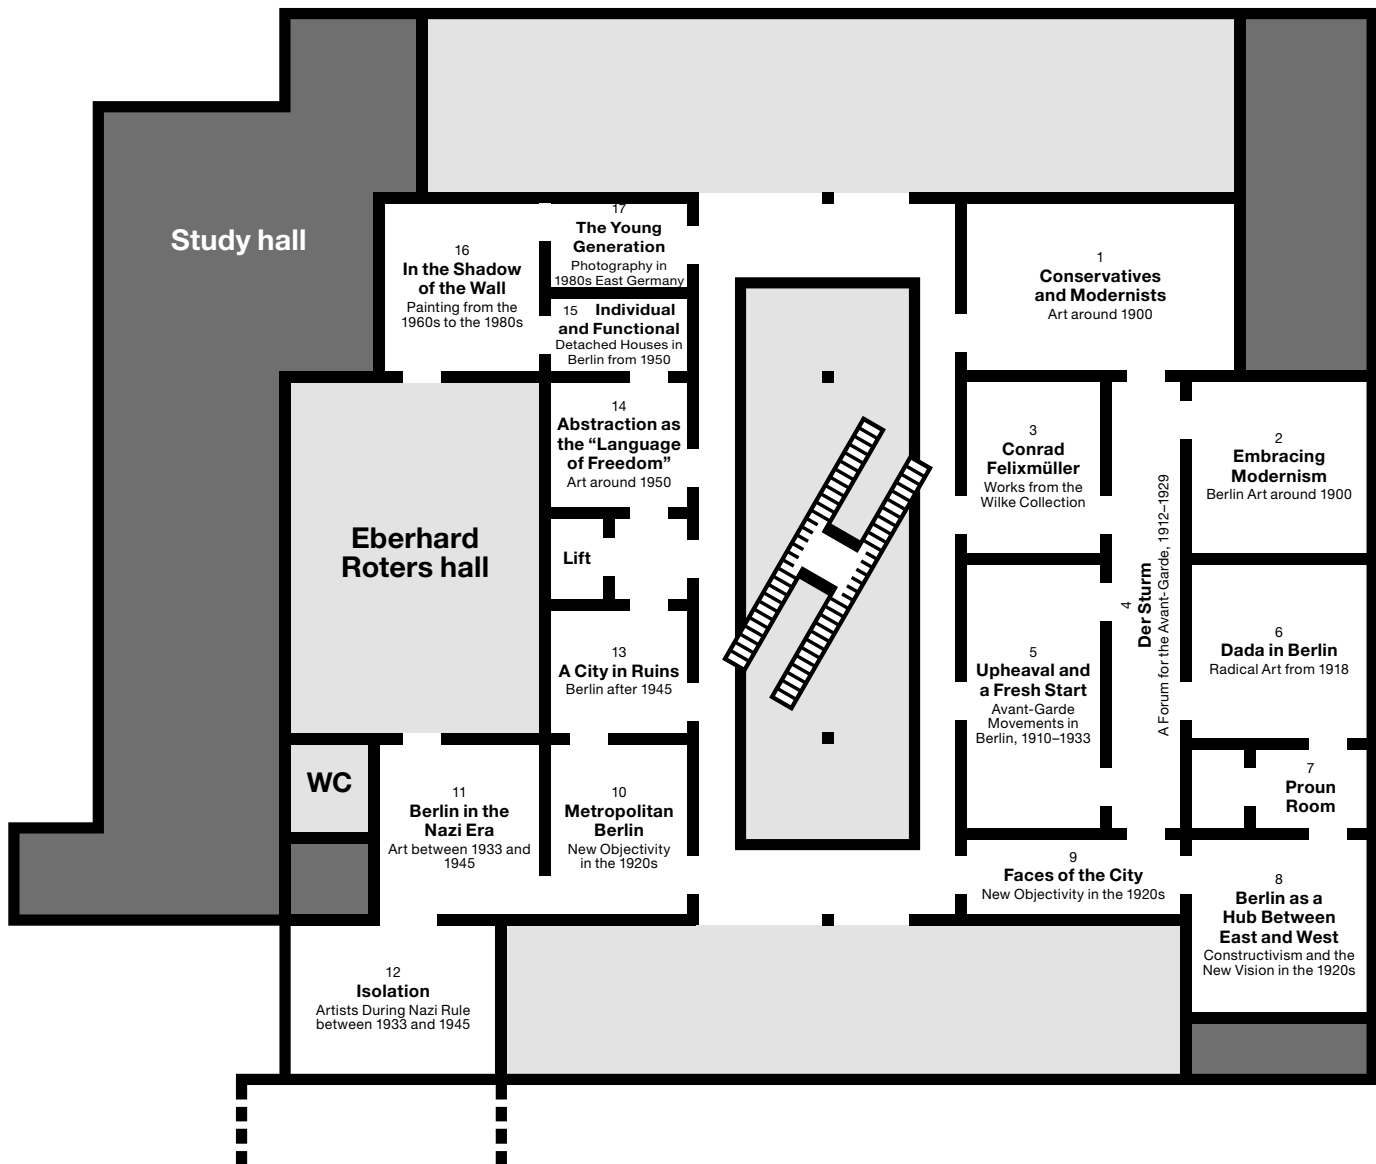 Study hall
16
In the Shadow
of the Wall
Painting from the
1960s to the 1980s
17
The Young
Generation
Photography in
1980s East Germany
15 Individual
and Functional
Detached Houses in
Berlin from 1950
1
Conservatives
and Modernists
Art around 1900
14
Abstraction as
the “Language
of Freedom”
Art around 1950
3
Conrad
Felixmüller
Works from the
Wilke Collection
2
Embracing
Modernism
Berlin Art around 1900
Eberhard
Roters hall
Lift
4
Der Sturm
A Forum for the Avant-Garde, 1912–1929
13
A City in Ruins
Berlin after 1945
5
Upheaval and
a Fresh Start
Avant-Garde
Movements in
Berlin, 1910–1933
6
Dada in Berlin
Radical Art from 1918
WC
11
Berlin in the
Nazi Era
Art between 1933 and
1945
10
Metropolitan
Berlin
New Objectivity
in the 1920s
7
Proun
Room
9
Faces of the City
New Objectivity in the 1920s
8
Berlin as a
Hub Between
East and West
Constructivism and the
New Vision in the 1920s
12
Isolation
Artists During Nazi Rule
between 1933 and 1945